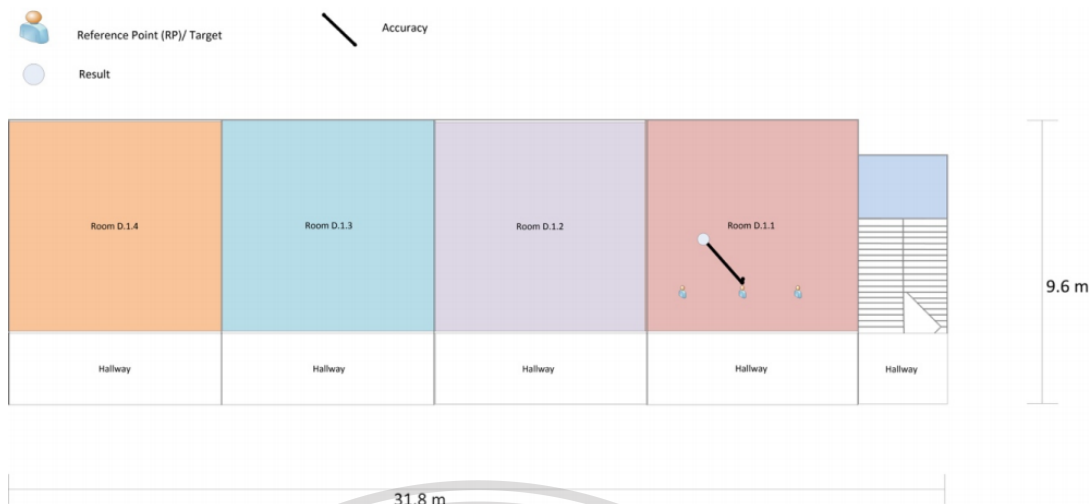 Reference Point (RP)/ Target
Accuracy
Result
Room D.1.4
Room D.1.3
Room D.1.2
Room D.1.1
9.6 m
Hallway
Hallway
Hallway
Hallway
Hallway
31.8 m